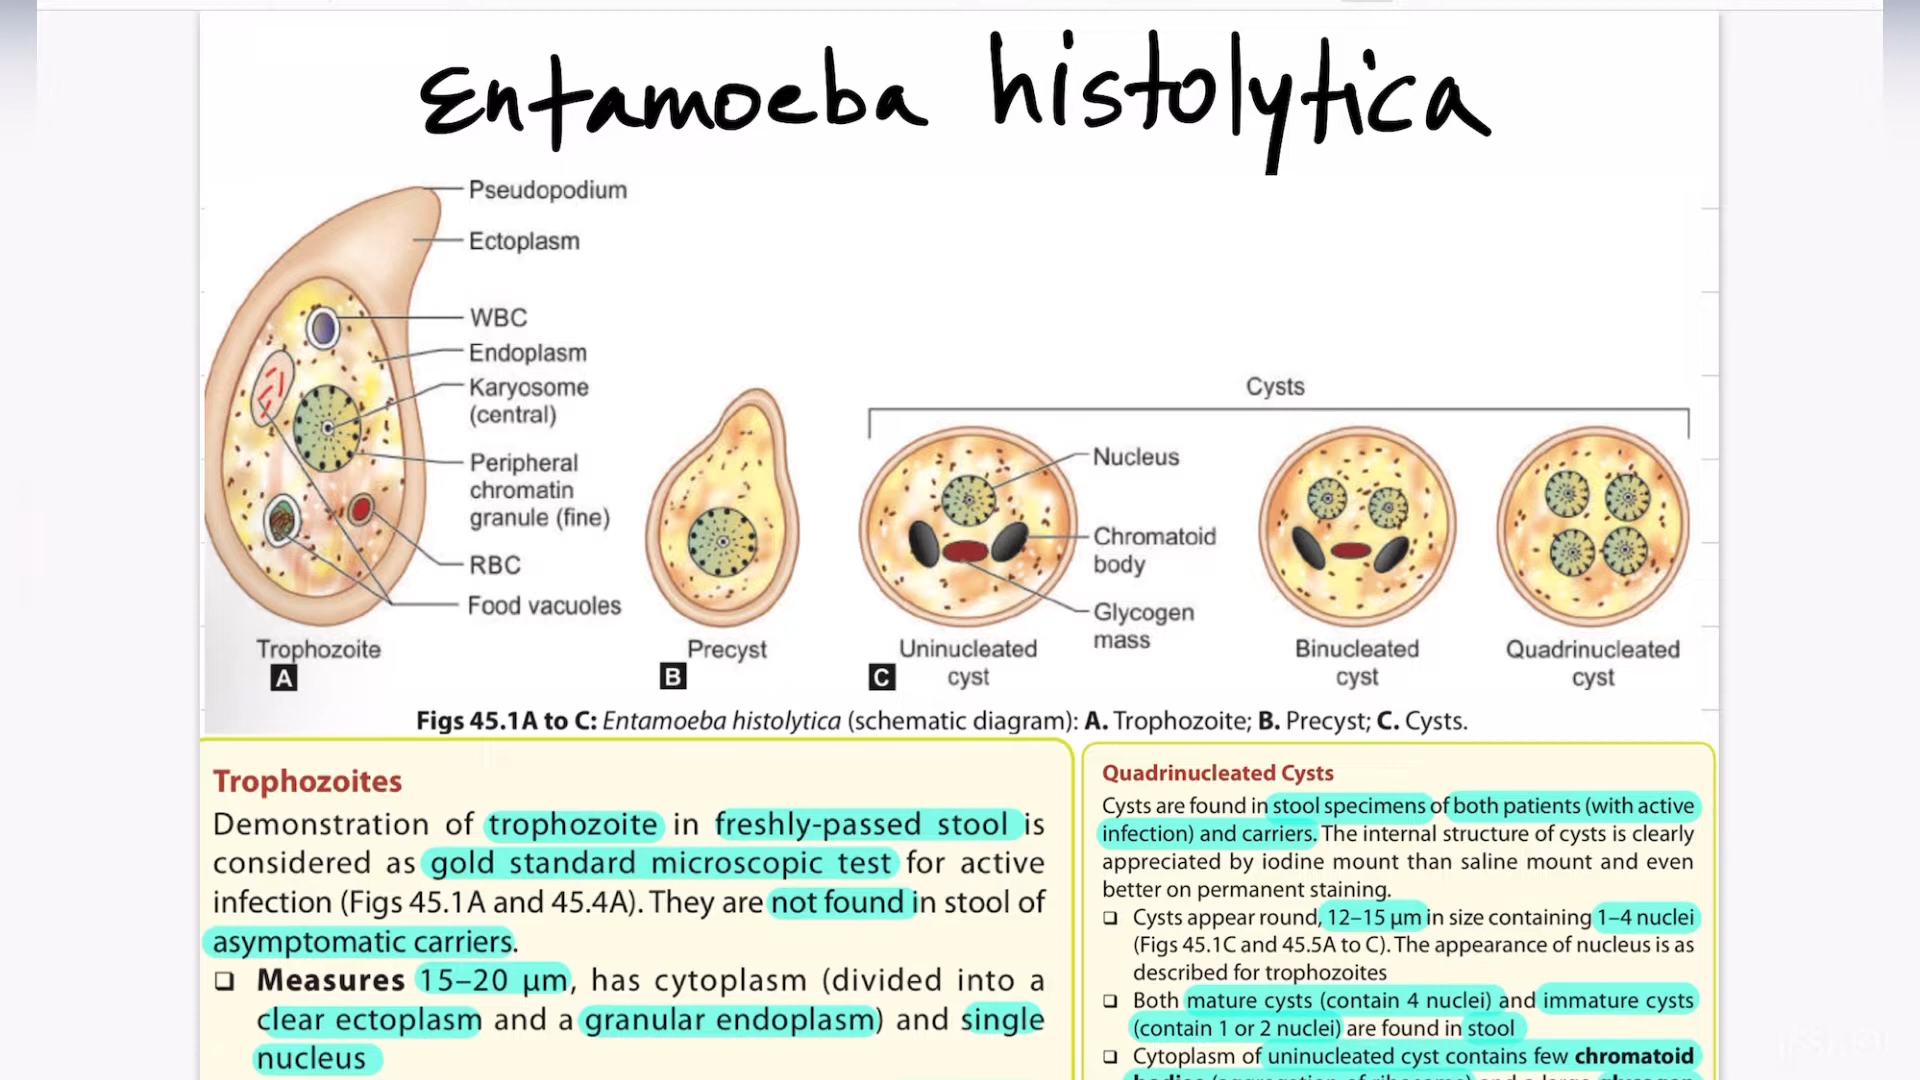 Entamoeba histolytica
Pseudopodium
Ectoplasm
WBC
Endoplasm
Karyosome
(central)
Peripheral
chromatin
granule (fine)
RBC
Food vacuoles
Trophozoite
A
Precyst
B
Cysts
Nucleus
Chromatoid
body
Glycogen
mass
Uninucleated
cyst
C
Binucleated
cyst
Quadrinucleated
cyst
Figs 45.1A to C: Entamoeba histolytica (schematic diagram): A. Trophozoite; B. Precyst; C. Cysts.
Trophozoites
Demonstration of trophozoite in freshly-passed stool is
considered as gold standard microscopic test for active
infection (Figs 45.1A and 45.4A). They are not found in stool of
asymptomatic carriers.
❑ Measures 15–20 µm, has cytoplasm (divided into a
clear ectoplasm and a granular endoplasm) and single
nucleus
Quadrinucleated Cysts
Cysts are found in stool specimens of both patients (with active
infection) and carriers. The internal structure of cysts is clearly
appreciated by iodine mount than saline mount and even
better on permanent staining.
❑ Cysts appear round, 12–15 µm in size containing 1–4 nuclei
(Figs 45.1C and 45.5A to C). The appearance of nucleus is as
described for trophozoites
❑ Both mature cysts (contain 4 nuclei) and immature cysts
(contain 1 or 2 nuclei) are found in stool
❑ Cytoplasm of uninucleated cyst contains few chromatoid